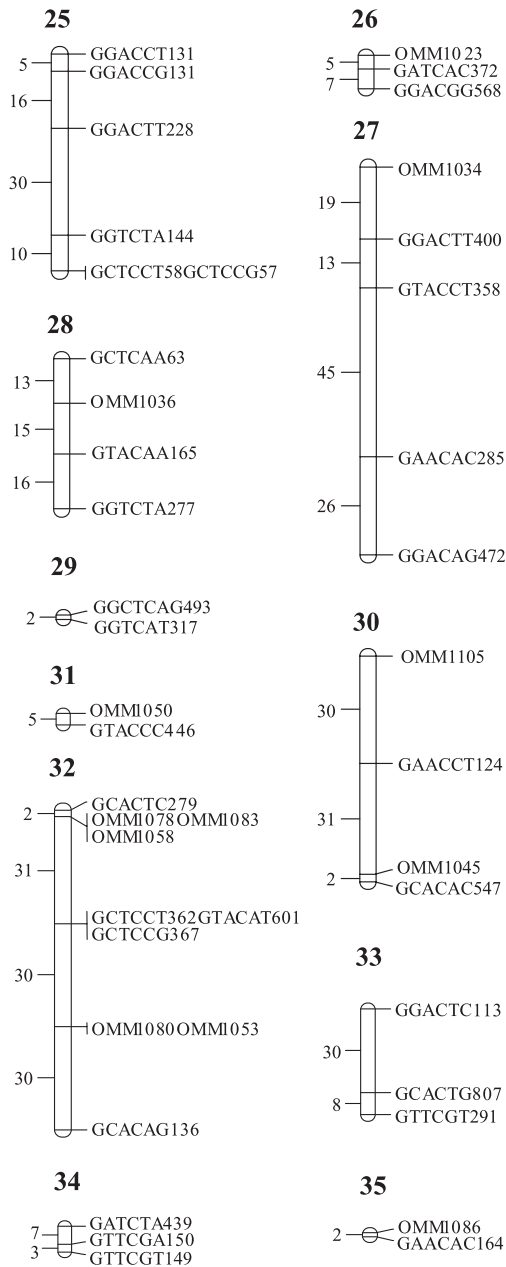 25
GGACCT131
5
GGACCG131
16
GGACTT228
30
GGTCTA144
10
GCTCCT58GCTCCG57
26
OMM1023
5
GATCAC372
7
GGACGG568
27
OMM1034
19
GGACTT400
13
GTACCT358
45
GAACAC285
26
GGACAG472
28
GCTCAA63
13
OMM1036
15
GTACAA165
16
GGTCTA277
29
GGCTCAG493
2
GGTCAT317
30
OMM1105
30
GAACCT124
31
OMM1045
2
GCACAC547
31
OMM1050
5
GTACCC446
32
GCACTC279
2
OMM1078OMM1083
OMM1058
31
GCTCCT362GTACAT601
GCTCCG367
30
OMM1080OMM1053
30
GCACAG136
33
GGACTC113
30
GCACTG807
8
GTTCGT291
34
GATCTA439
7
GTTCGA150
3
GTTCGT149
35
OMM1086
2
GAACAC164